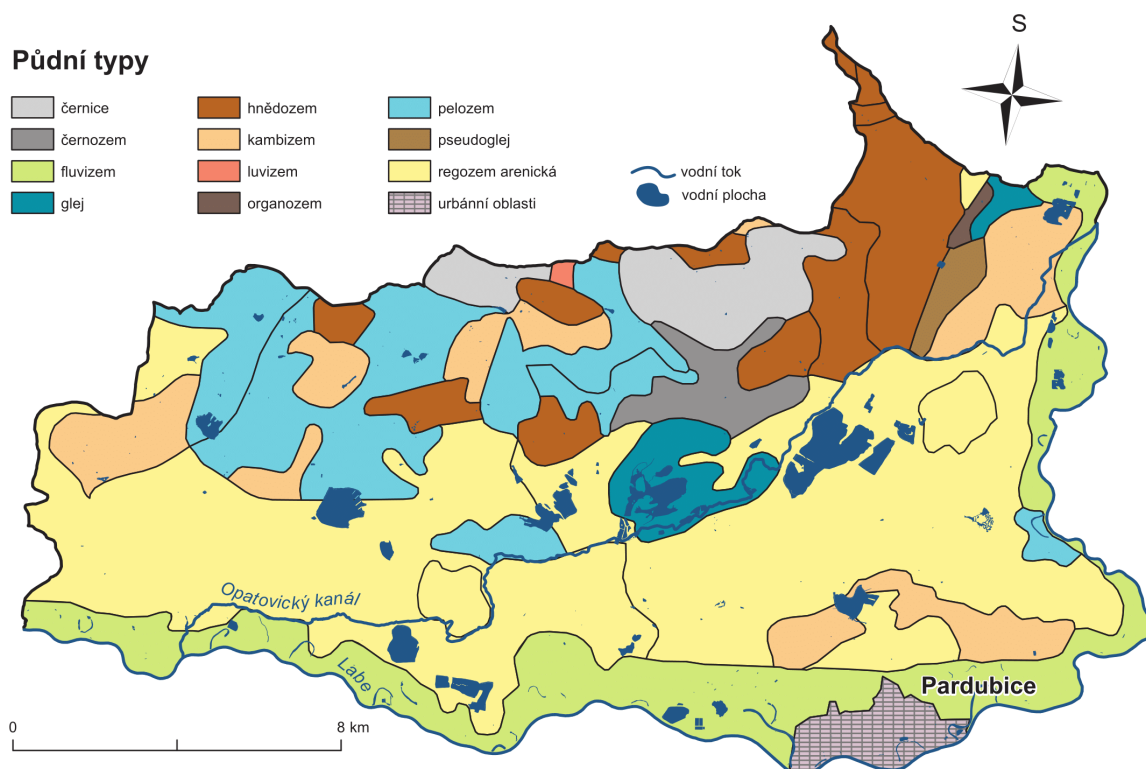 Půdní typy
černice
černozem
fluvizem
glej
hnědozem
kambizem
luvizem
organozem
pelozem
pseudoglej
regozem arenická
urbánní oblasti
vodní tok
vodní plocha
S
Opatovický kanál
Labe
Pardubice
0 8 km